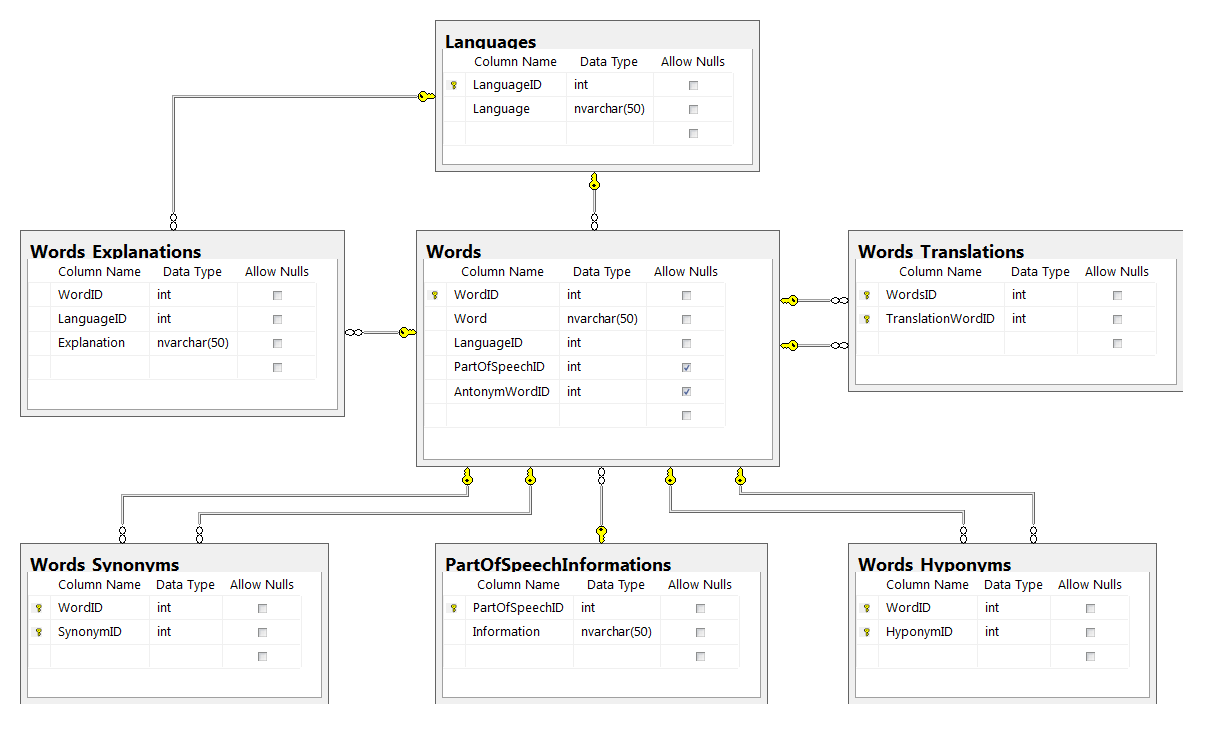 Languages
Column Name Data Type Allow Nulls
LanguageID int
Language nvarchar(50)
Words Explanations
Column Name Data Type Allow Nulls
WordID int
LanguageID int
Explanation nvarchar(50)
Words
Column Name Data Type Allow Nulls
WordID int
Word nvarchar(50)
LanguageID int
PartOfSpeechID int
AntonymWordID int
Words Translations
Column Name Data Type Allow Nulls
WordsID int
TranslationWordID int
Words Synonyms
Column Name Data Type Allow Nulls
WordID int
SynonymID int
PartOfSpeechInformations
Column Name Data Type Allow Nulls
PartOfSpeechID int
Information nvarchar(50)
Words Hyponyms
Column Name Data Type Allow Nulls
WordID int
HyponymID int